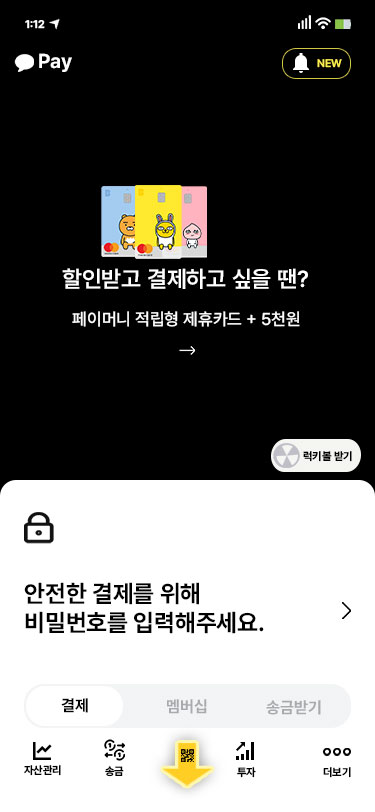 1:12
Pay
NEW
할인받고 결제하고 싶을 땐?
페이머니 적립형 제휴카드 + 5천원
럭키볼 받기
안전한 결제를 위해
비밀번호를 입력해주세요.
결제
멤버십
송금받기
자산관리
송금
투자
더보기